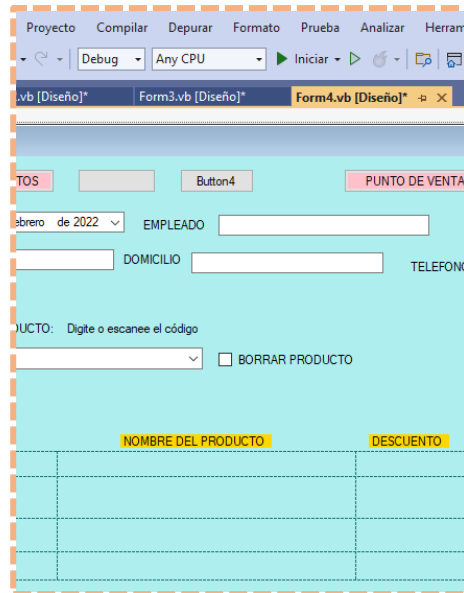 Proyecto Compilar Depurar Formato Prueba Analizar Herram
Debug Any CPU Iniciar
.vb [Diseño]* Form3.vb [Diseño]* Form4.vb [Diseño]*
TOS Button4 PUNTO DE VENTA
ebrero de 2022 EMPLEADO
DOMICILIO TELEFONO
DUCTO: Digite o escanee el código
BORRAR PRODUCTO
NOMBRE DEL PRODUCTO DESCUENTO